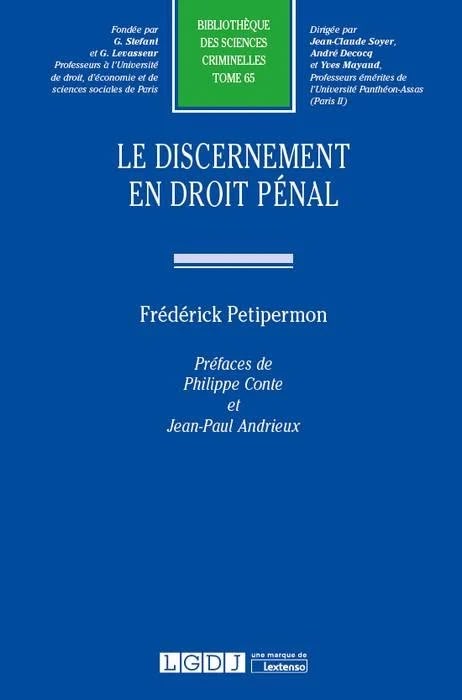 Fondée par
G. Stefani
et G. Levasseur
Professeurs à l'Université
de droit, d'économie et de
sciences sociales de Paris
BIBLIOTHÈQUE
DES SCIENCES
CRIMINELLES
TOME 65
Dirigée par
Jean-Claude Soyer,
André Decocq
et Yves Mayaud,
Professeurs émérites de
l'Université Panthéon-Assas
(Paris II)
LE DISCERNEMENT
EN DROIT PÉNAL
Frédérick Petipermon
Préfaces de
Philippe Conte
et
Jean-Paul Andrieux
LGDJ
une marque de
Lextenso